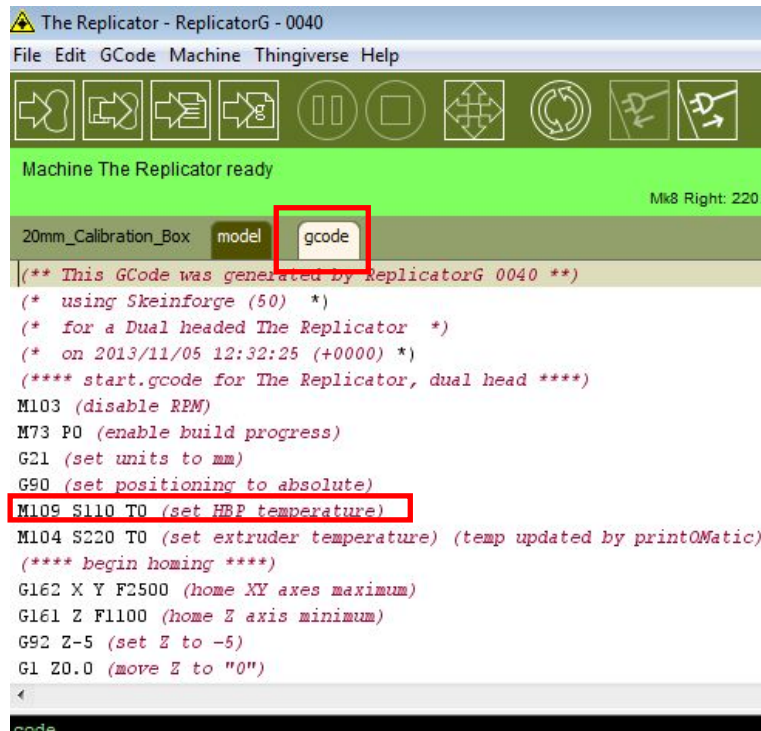 The Replicator - ReplicatorG - 0040
File Edit GCode Machine Thingiverse Help
Machine The Replicator ready
Mk8 Right: 220
20mm_Calibration_Box model gcode
(** This GCode was generated by ReplicatorG 0040 **)
(* using Skeinforge (50) *)
(* for a Dual headed The Replicator *)
(* on 2013/11/05 12:32:25 (+0000) *)
(**** start.gcode for The Replicator, dual head ****)
M103 (disable RPM)
M73 P0 (enable build progress)
G21 (set units to mm)
G90 (set positioning to absolute)
M109 S110 T0 (set HBP temperature)
M104 S220 T0 (set extruder temperature) (temp updated by printOMatic)
(**** begin homing ****)
G162 X Y F2500 (home XY axes maximum)
G161 Z F1100 (home Z axis minimum)
G92 Z-5 (set Z to -5)
G1 Z0.0 (move Z to "0")